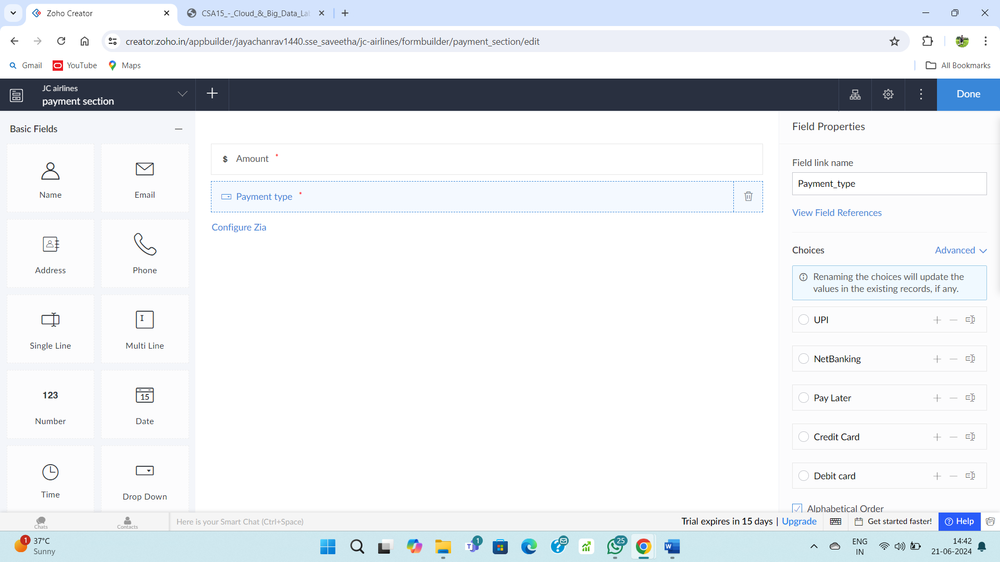 Zoho Creator
CSA15_-_Cloud_&_Big_Data_La
creator.zoho.in/appbuilder/jayachanrav1440.sse_saveetha/jc-airlines/formbuilder/payment_section/edit
Gmail
YouTube
Maps
All Bookmarks
JC airlines
payment section
Done
Basic Fields
Name
Email
Address
Phone
Single Line
Multi Line
123
Number
15
Date
Time
Drop Down
$ Amount *
Payment type *
Configure Zia
Field Properties
Field link name
Payment_type
View Field References
Choices
Advanced
Renaming the choices will update the
values in the existing records, if any.
UPI
NetBanking
Pay Later
Credit Card
Debit card
Alphabetical Order
Chats
Contacts
Here is your Smart Chat (Ctrl+Space)
Trial expires in 15 days | Upgrade
Get started faster!
Help
1
37°C
Sunny
1
25
ENG
IN
14:42
21-06-2024